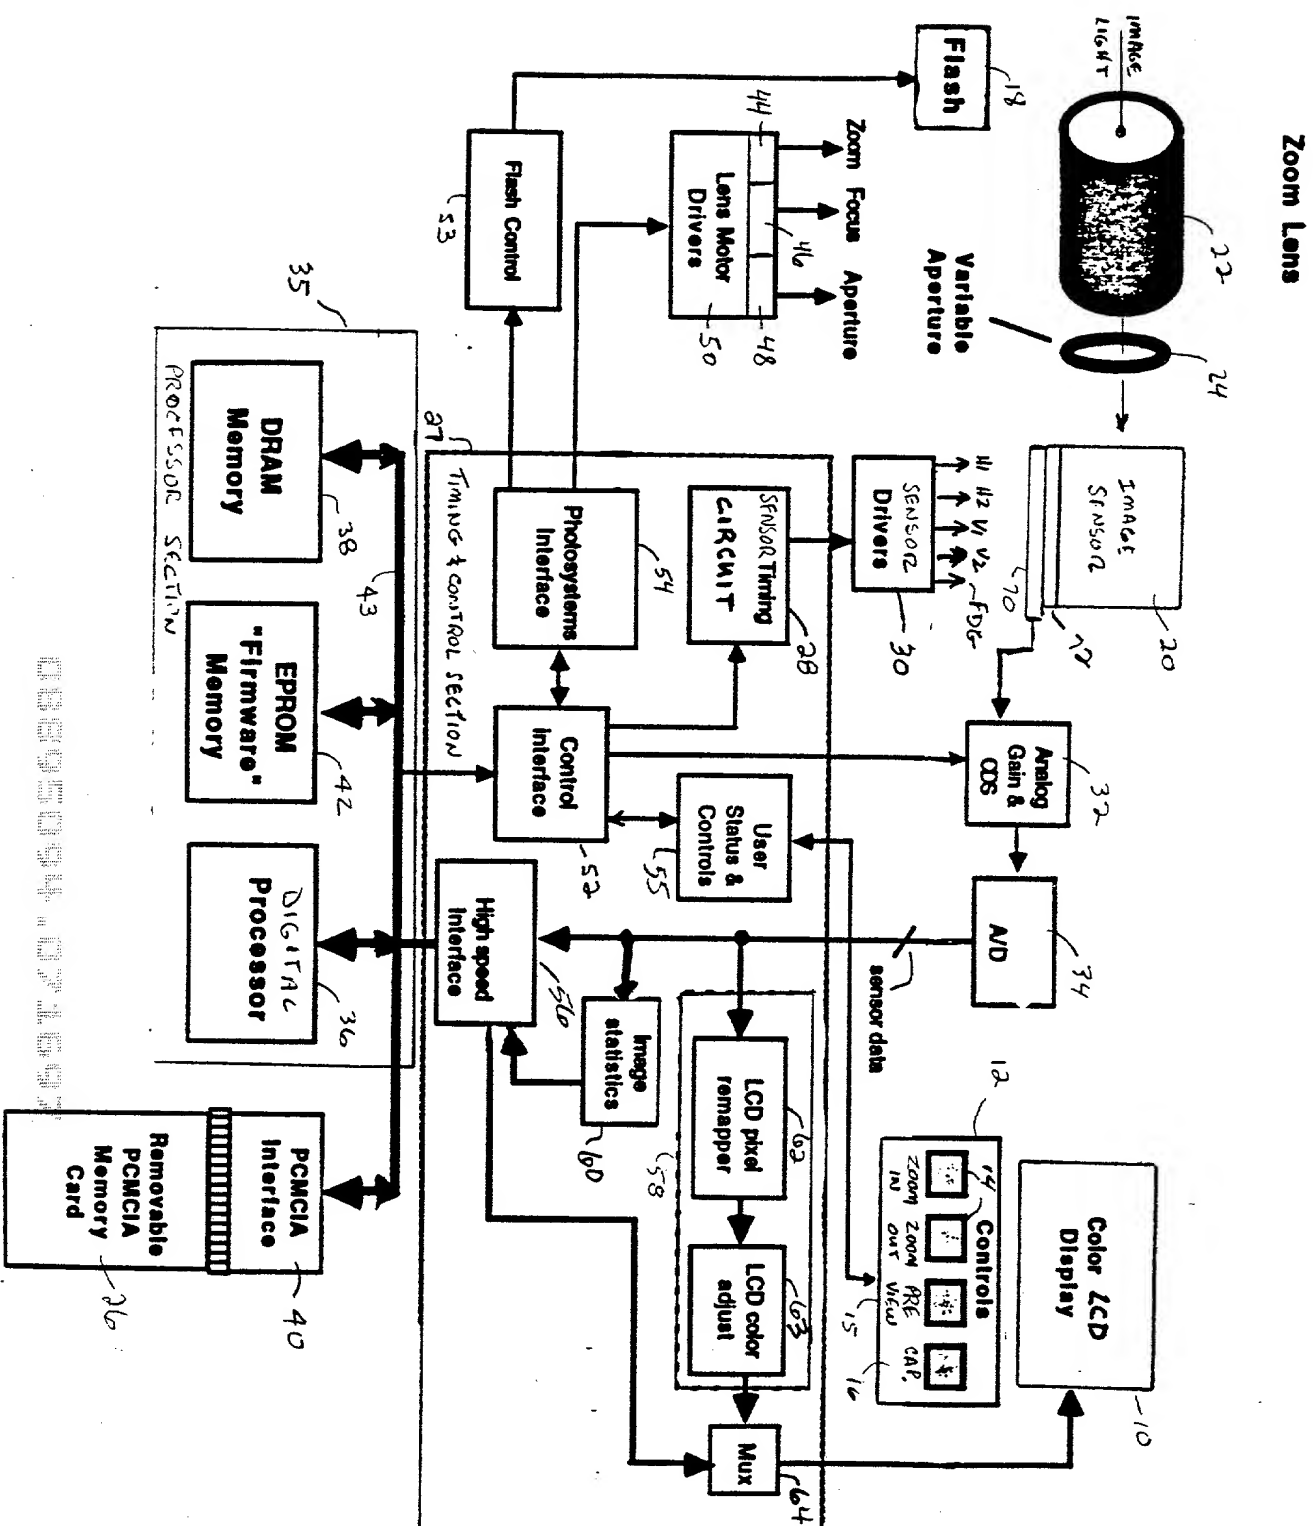 Zoom Lens
IMAGE
LIGHT
22
Variable
Aperture
24
IMAGE
SENSOR
20
70
72
H1 H2 V1 V2
FDG
SENSOR
Drivers
30
Analog
Gain &
CDS
32
A/D
34
sensor data
Color LCD
Display
10
12
14
Controls
ZOOM
IN
ZOOM
OUT
PRE
VIEW
CAP.
15
16
Flash
18
Zoom Focus Aperture
44
46
48
Lens Motor
Drivers
50
Flash Control
53
27
TIMING & CONTROL SECTION
SENSOR Timing
CIRCUIT
28
Photosystems
Interface
54
Control
Interface
52
User
Status &
Controls
55
High speed
Interface
56
Image
statistics
60
58
LCD pixel
remapper
62
LCD color
adjust
63
Mux
64
35
PROCESSOR SECTION
43
DRAM
Memory
38
EPROM
"Firmware"
Memory
42
DIGITAL
Processor
36
PCMCIA
Interface
40
Removable
PCMCIA
Memory
Card
26